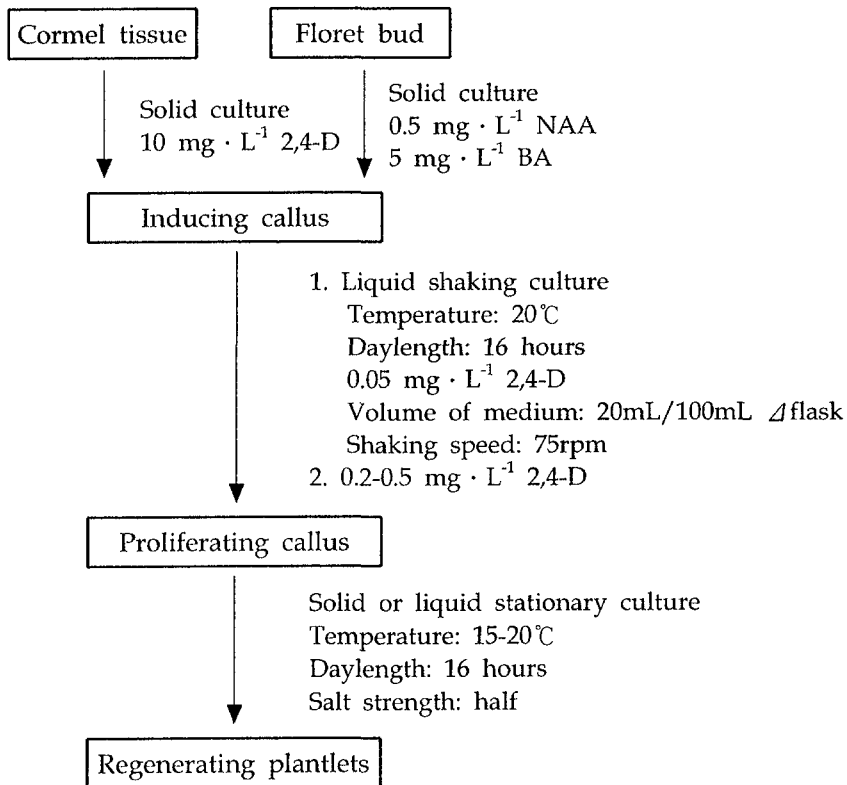 Cormel tissue
Floret bud
Solid culture
10 mg · L⁻¹ 2,4-D
Solid culture
0.5 mg · L⁻¹ NAA
5 mg · L⁻¹ BA
Inducing callus
1. Liquid shaking culture
Temperature: 20℃
Daylength: 16 hours
0.05 mg · L⁻¹ 2,4-D
Volume of medium: 20mL/100mL ⊿flask
Shaking speed: 75rpm
2. 0.2-0.5 mg · L⁻¹ 2,4-D
Proliferating callus
Solid or liquid stationary culture
Temperature: 15-20℃
Daylength: 16 hours
Salt strength: half
Regenerating plantlets